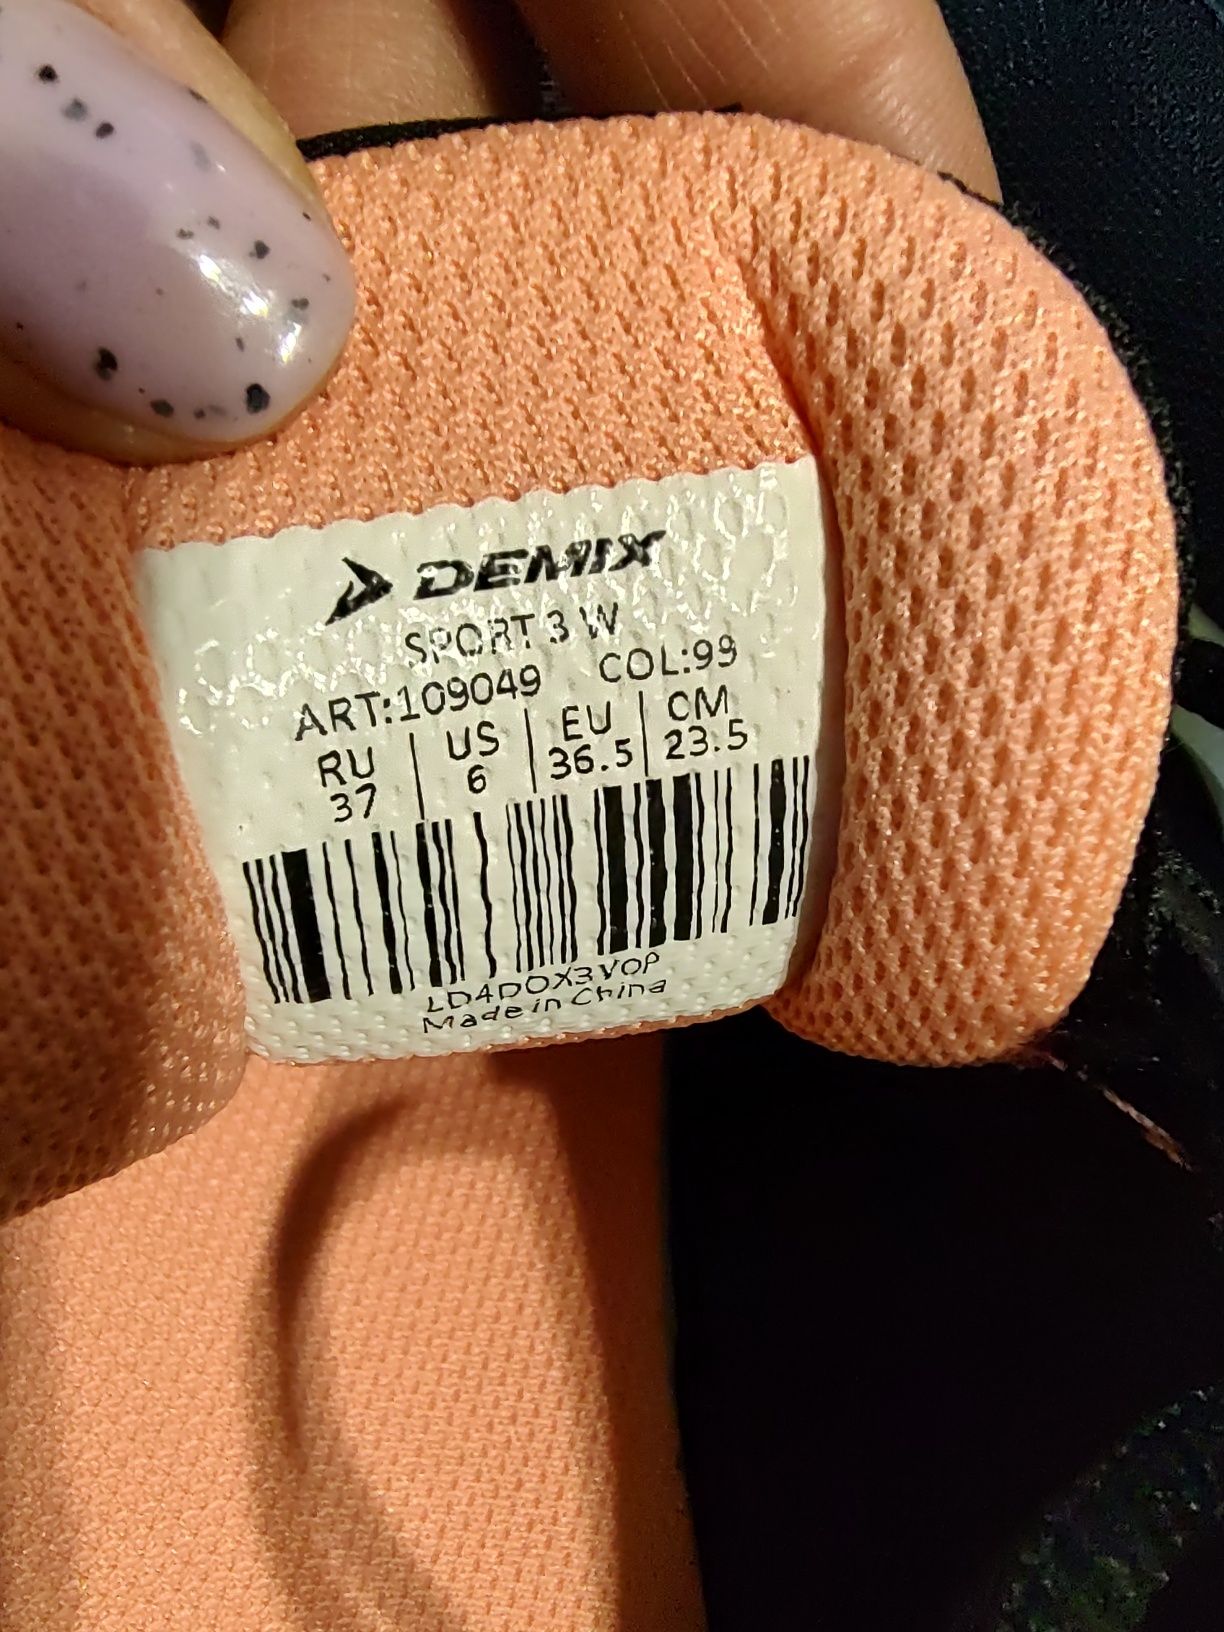 DEMIX
SPORT 3 W
ART:109049 COL:99
RU US EU CM
37 6 36.5 23.5
LD4DOX3VOP
Made in China